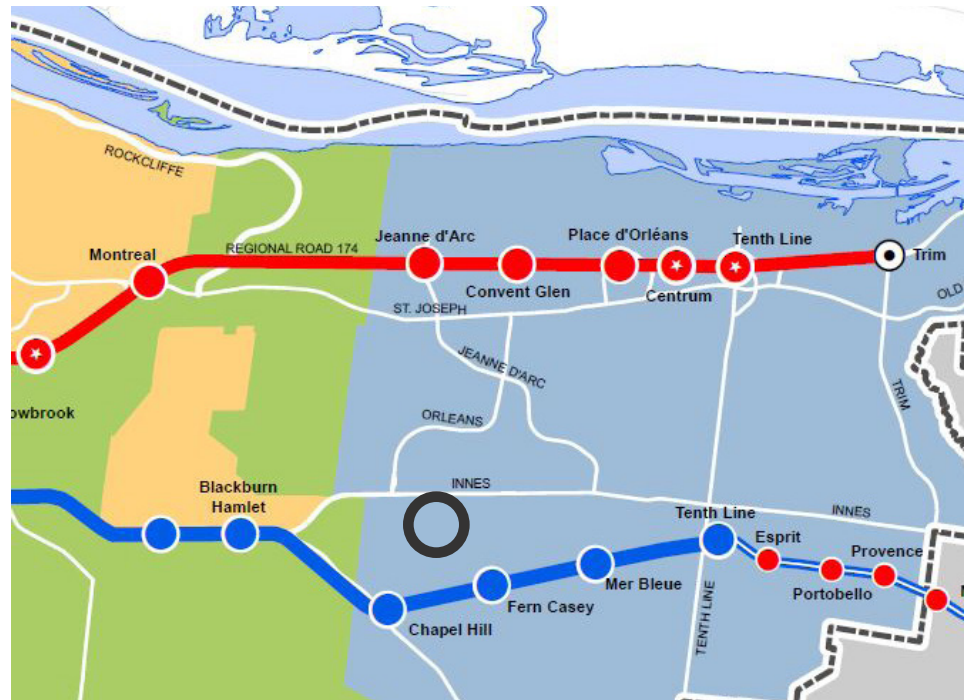 ROCKCLIFFE
Montreal
REGIONAL ROAD 174
Jeanne d'Arc
Convent Glen
Place d'Orléans
Centrum
Tenth Line
Trim
OLD
ST. JOSEPH
JEANNE D'ARC
TRIM
owbrook
ORLEANS
Blackburn
Hamlet
INNES
INNES
Tenth Line
Esprit
Provence
Portobello
Mer Bleue
Fern Casey
Chapel Hill
TENTH LINE